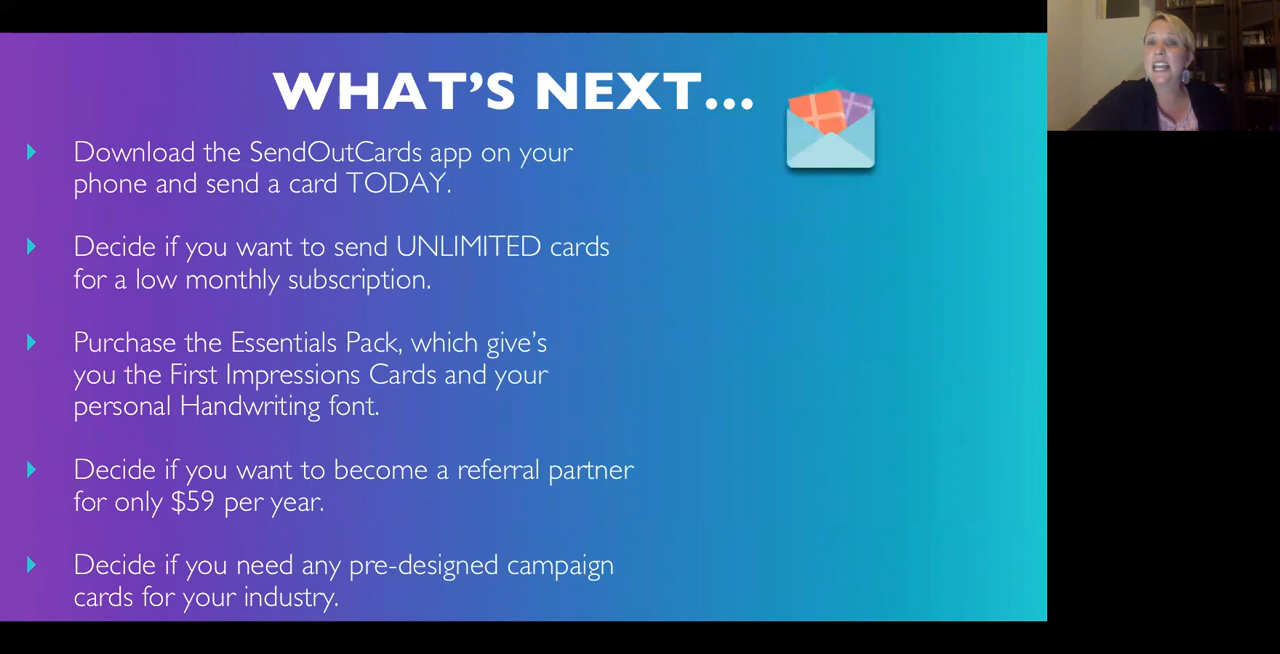 WHAT'S NEXT...
Download the SendOutCards app on your
phone and send a card TODAY.
Decide if you want to send UNLIMITED cards
for a low monthly subscription.
Purchase the Essentials Pack, which give's
you the First Impressions Cards and your
personal Handwriting font.
Decide if you want to become a referral partner
for only $59 per year.
Decide if you need any pre-designed campaign
cards for your industry.